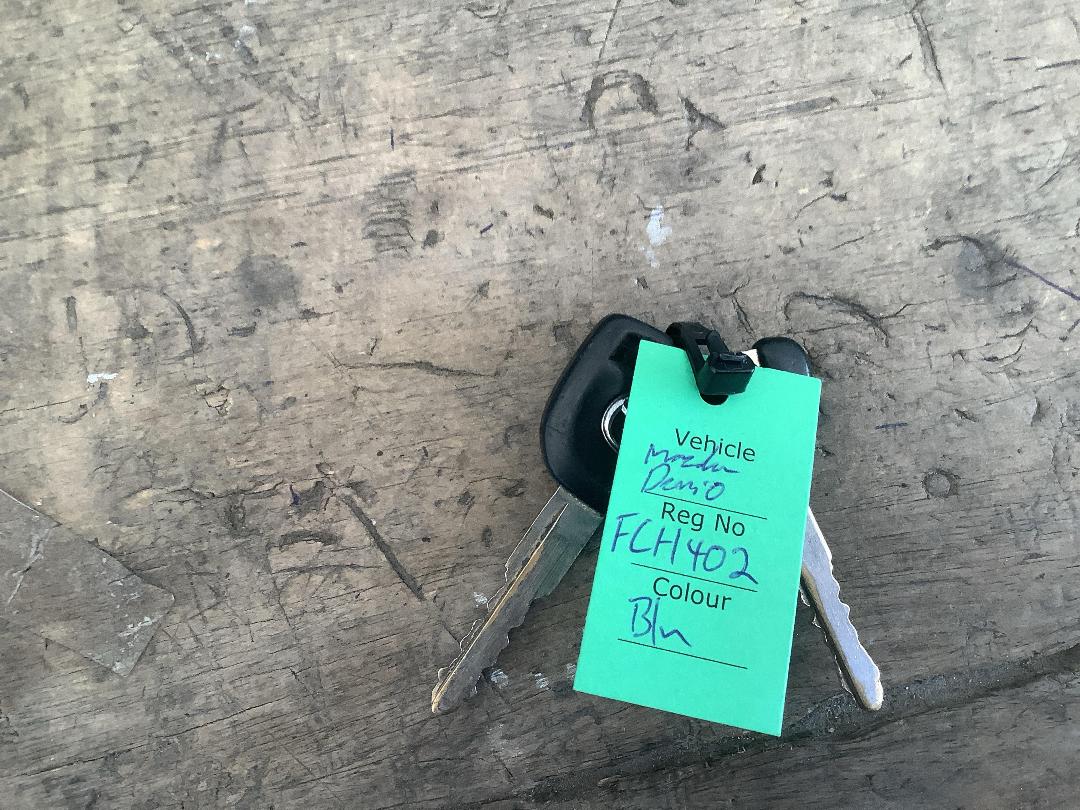 Vehicle
Mazda
Demio
Reg No
FCH402
Colour
Blu